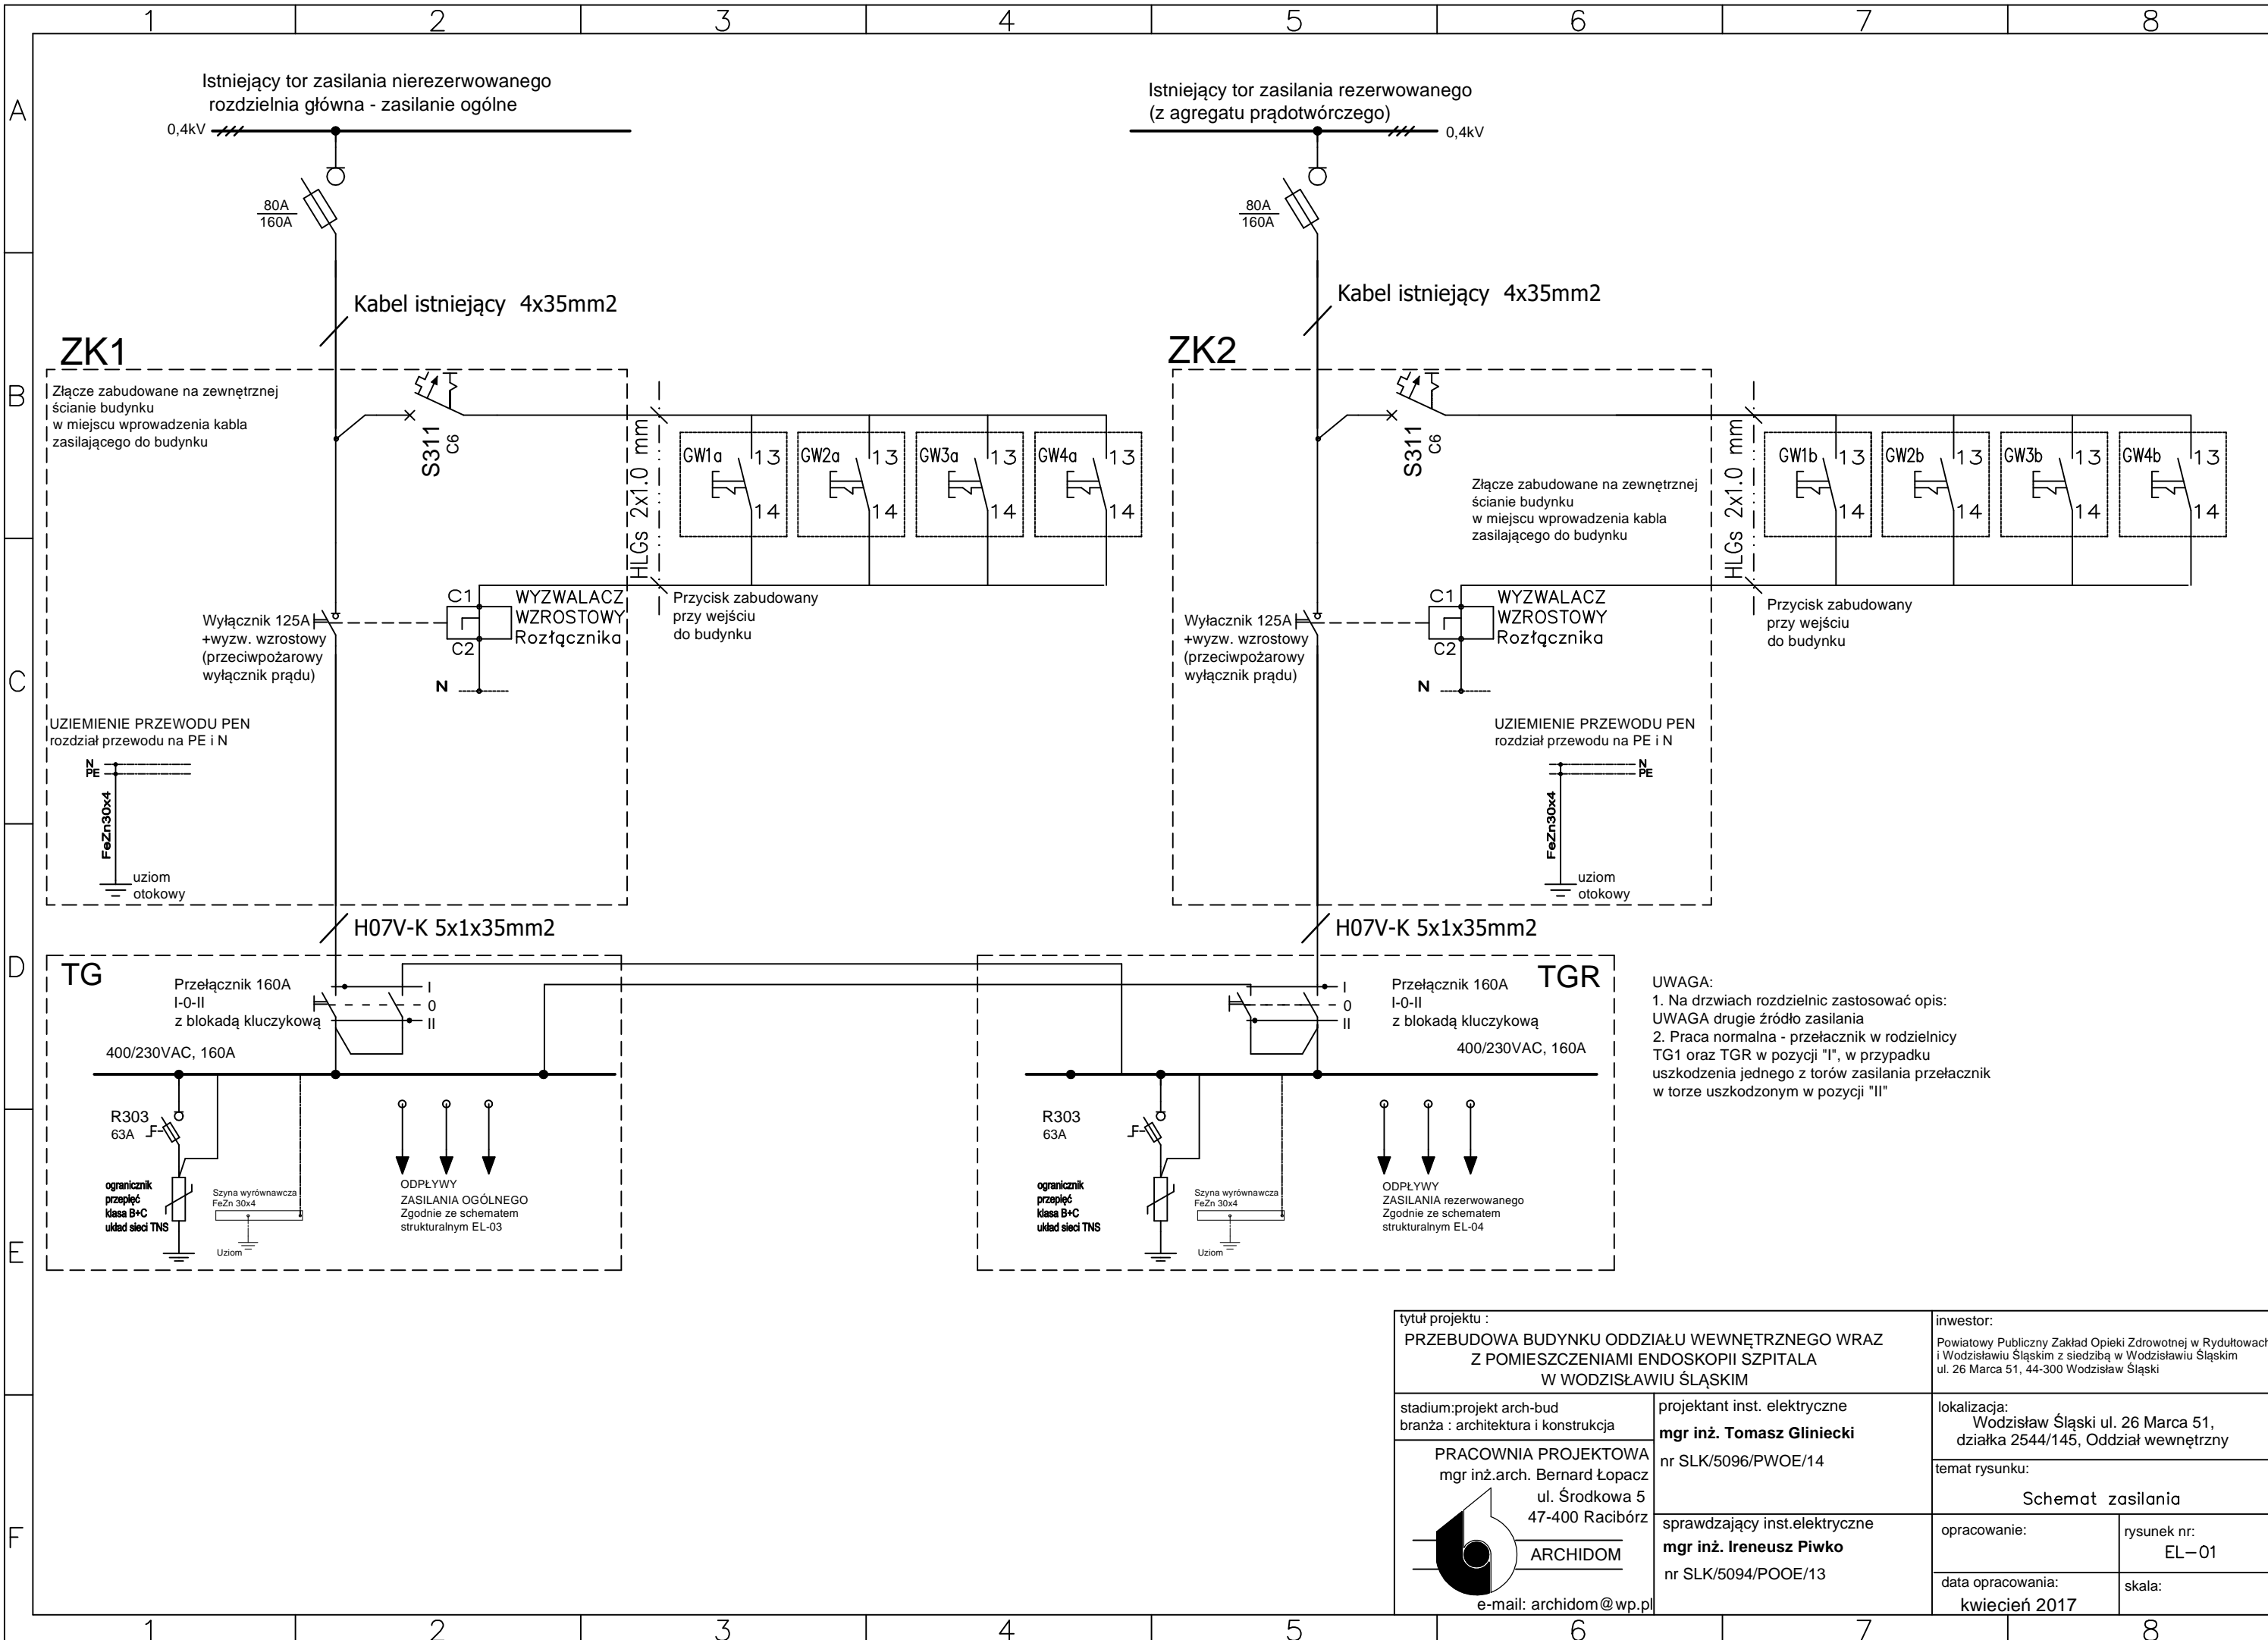 1 2 3 4 5 6 7 8
A
B
C
D
E
F
Istniejący tor zasilania nierezerwowanego
rozdzielnia główna - zasilanie ogólne
0,4kV
80A
160A
Kabel istniejący 4x35mm2
ZK1
Złącze zabudowane na zewnętrznej
ścianie budynku
w miejscu wprowadzenia kabla
zasilającego do budynku
S311
C6
HLGs 2x1.0 mm
GW1a 13
14
GW2a 13
14
GW3a 13
14
GW4a 13
14
Przycisk zabudowany
przy wejściu
do budynku
C1
C2
WYZWALACZ
WZROSTOWY
Rozłącznika
Wyłącznik 125A
+wyzw. wzrostowy
(przeciwpożarowy
wyłącznik prądu)
N
UZIEMIENIE PRZEWODU PEN
rozdział przewodu na PE i N
N
PE
FeZn30x4
uziom
otokowy
H07V-K 5x1x35mm2
Istniejący tor zasilania rezerwowanego
(z agregatu prądotwórczego)
0,4kV
80A
160A
Kabel istniejący 4x35mm2
ZK2
S311
C6
Złącze zabudowane na zewnętrznej
ścianie budynku
w miejscu wprowadzenia kabla
zasilającego do budynku
HLGs 2x1.0 mm
GW1b 13
14
GW2b 13
14
GW3b 13
14
GW4b 13
14
Przycisk zabudowany
przy wejściu
do budynku
C1
C2
WYZWALACZ
WZROSTOWY
Rozłącznika
Wyłacznik 125A
+wyzw. wzrostowy
(przeciwpożarowy
wyłącznik prądu)
N
UZIEMIENIE PRZEWODU PEN
rozdział przewodu na PE i N
N
PE
FeZn30x4
uziom
otokowy
H07V-K 5x1x35mm2
TG
Przełącznik 160A
I-0-II
z blokadą kluczykową
I
0
II
400/230VAC, 160A
R303
63A
ogranicznik
przepięć
klasa B+C
układ sieci TNS
Szyna wyrównawcza
FeZn 30x4
Uziom
ODPŁYWY
ZASILANIA OGÓLNEGO
Zgodnie ze schematem
strukturalnym EL-03
TGR
Przełącznik 160A
I-0-II
z blokadą kluczykową
I
0
II
400/230VAC, 160A
R303
63A
ogranicznik
przepięć
klasa B+C
układ sieci TNS
Szyna wyrównawcza
FeZn 30x4
Uziom
ODPŁYWY
ZASILANIA rezerwowanego
Zgodnie ze schematem
strukturalnym EL-04
UWAGA:
1. Na drzwiach rozdzielnic zastosować opis:
UWAGA drugie źródło zasilania
2. Praca normalna - przełacznik w rodzielnicy
TG1 oraz TGR w pozycji "I", w przypadku
uszkodzenia jednego z torów zasilania przełacznik
w torze uszkodzonym w pozycji "II"
tytuł projektu :
PRZEBUDOWA BUDYNKU ODDZIAŁU WEWNĘTRZNEGO WRAZ
Z POMIESZCZENIAMI ENDOSKOPII SZPITALA
W WODZISŁAWIU ŚLĄSKIM
inwestor:
Powiatowy Publiczny Zakład Opieki Zdrowotnej w Rydułtowach
i Wodzisławiu Śląskim z siedzibą w Wodzisławiu Śląskim
ul. 26 Marca 51, 44-300 Wodzisław Śląski
stadium:projekt arch-bud
branża : architektura i konstrukcja
projektant inst. elektryczne
mgr inż. Tomasz Gliniecki
nr SLK/5096/PWOE/14
lokalizacja:
Wodzisław Śląski ul. 26 Marca 51,
działka 2544/145, Oddział wewnętrzny
PRACOWNIA PROJEKTOWA
mgr inż.arch. Bernard Łopacz
ul. Środkowa 5
47-400 Racibórz
ARCHIDOM
e-mail: archidom@wp.pl
temat rysunku:
Schemat zasilania
sprawdzający inst.elektryczne
mgr inż. Ireneusz Piwko
nr SLK/5094/POOE/13
opracowanie:
rysunek nr:
EL-01
data opracowania:
kwiecień 2017
skala:
1 2 3 4 5 6 7 8